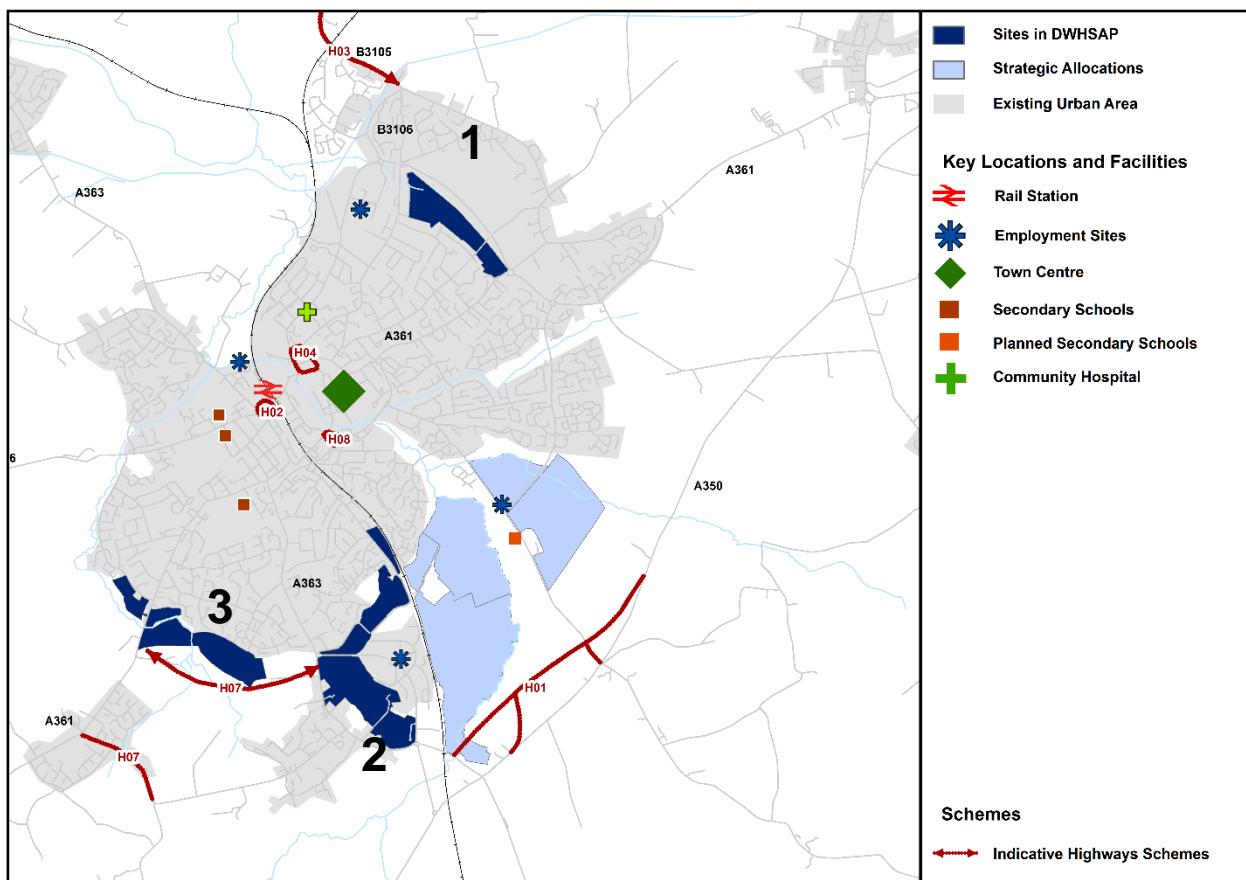 H03
B3105
B3106
1
A361
A363
A361
H04
H02
H08
A350
6
A363
3
H07
H01
A361
2
H07
Sites in DWHSAP
Strategic Allocations
Existing Urban Area
Key Locations and Facilities
Rail Station
Employment Sites
Town Centre
Secondary Schools
Planned Secondary Schools
Community Hospital
Schemes
Indicative Highways Schemes